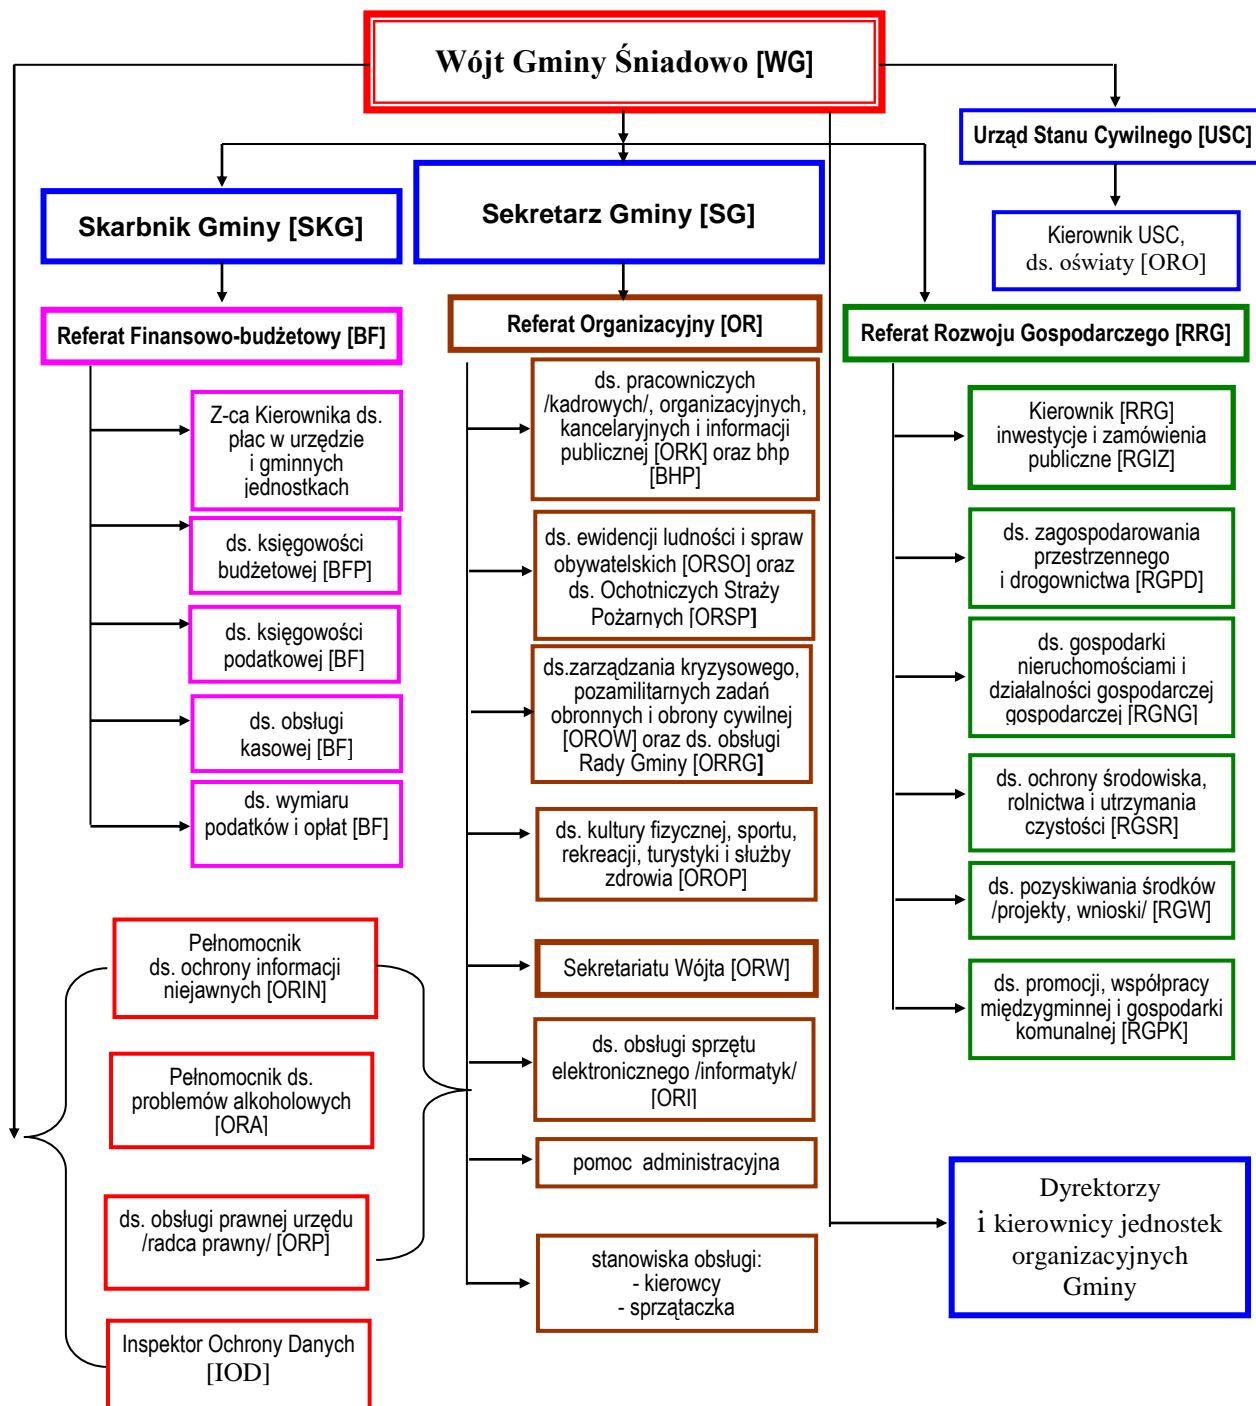 Wójt Gminy Śniadowo [WG]
Urząd Stanu Cywilnego [USC]
Kierownik USC,
ds. oświaty [ORO]
Skarbnik Gminy [SKG]
Sekretarz Gminy [SG]
Referat Finansowo-budżetowy [BF]
Referat Organizacyjny [OR]
Referat Rozwoju Gospodarczego [RRG]
Z-ca Kierownika ds.
płac w urzędzie
i gminnych
jednostkach
ds. księgowości
budżetowej [BFP]
ds. księgowości
podatkowej [BF]
ds. obsługi
kasowej [BF]
ds. wymiaru
podatków i opłat [BF]
ds. pracowniczych
/kadrowych/, organizacyjnych,
kancelaryjnych i informacji
publicznej [ORK] oraz bhp
[BHP]
ds. ewidencji ludności i spraw
obywatelskich [ORSO] oraz
ds. Ochotniczych Straży
Pożarnych [ORSP]
ds.zarządzania kryzysowego,
pozamilitarnych zadań
obronnych i obrony cywilnej
[OROW] oraz ds. obsługi
Rady Gminy [ORRG]
ds. kultury fizycznej, sportu,
rekreacji, turystyki i służby
zdrowia [OROP]
Sekretariatu Wójta [ORW]
ds. obsługi sprzętu
elektronicznego /informatyk/
[ORI]
pomoc administracyjna
stanowiska obsługi:
- kierowcy
- sprzątaczka
Kierownik [RRG]
inwestycje i zamówienia
publiczne [RGIZ]
ds. zagospodarowania
przestrzennego
i drogownictwa [RGPD]
ds. gospodarki
nieruchomościami i
działalności gospodarczej
gospodarczej [RGNG]
ds. ochrony środowiska,
rolnictwa i utrzymania
czystości [RGSR]
ds. pozyskiwania środków
/projekty, wnioski/ [RGW]
ds. promocji, współpracy
międzygminnej i gospodarki
komunalnej [RGPK]
Pełnomocnik
ds. ochrony informacji
niejawnych [ORIN]
Pełnomocnik ds.
problemów alkoholowych
[ORA]
ds. obsługi prawnej urzędu
/radca prawny/ [ORP]
Inspektor Ochrony Danych
[IOD]
Dyrektorzy
i kierownicy jednostek
organizacyjnych
Gminy